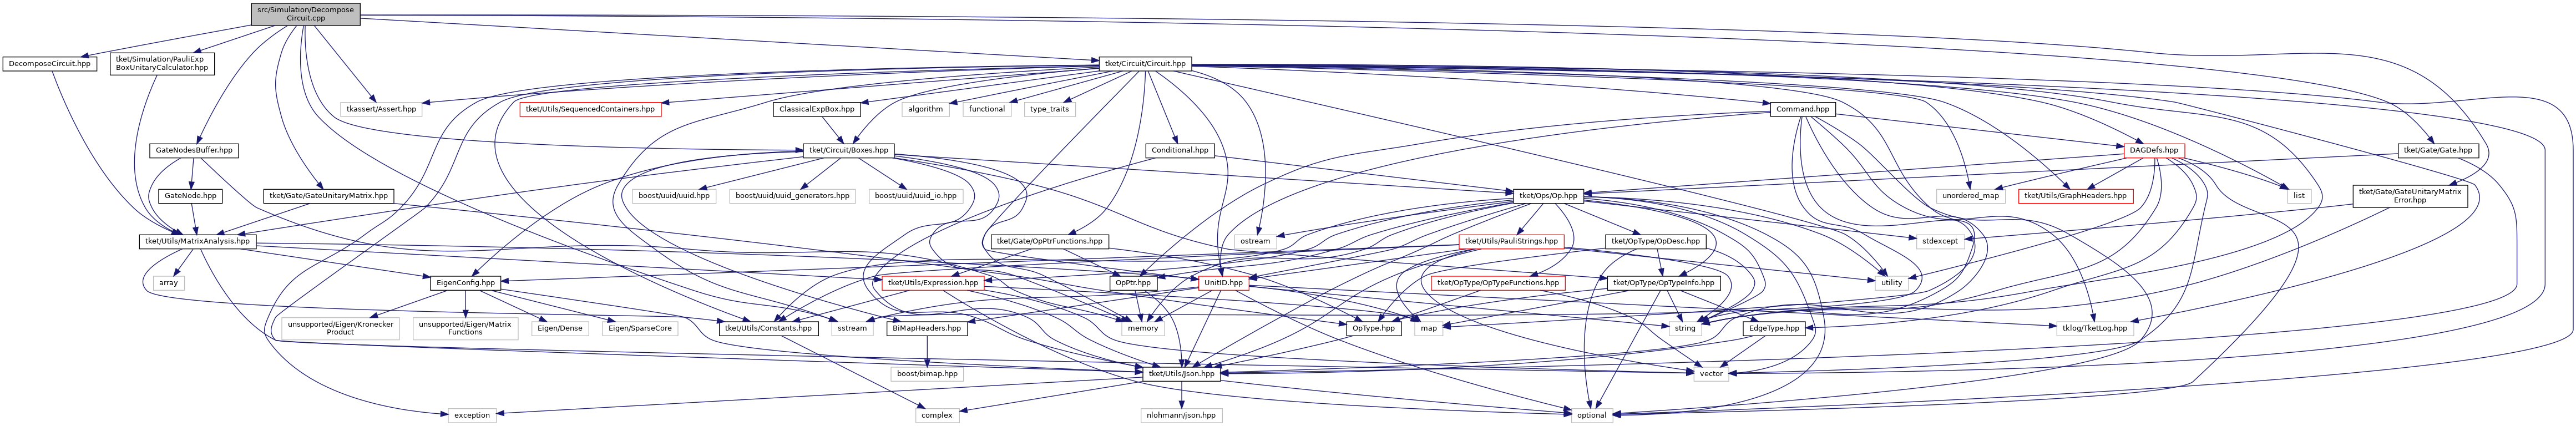 src/Simulation/Decompose
Circuit.cpp
DecomposeCircuit.hpp
tket/Simulation/PauliExp
BoxUnitaryCalculator.hpp
tket/Circuit/Circuit.hpp
tkassert/Assert.hpp
tket/Utils/SequencedContainers.hpp
ClassicalExpBox.hpp
algorithm
functional
type_traits
Command.hpp
GateNodesBuffer.hpp
tket/Circuit/Boxes.hpp
Conditional.hpp
DAGDefs.hpp
tket/Gate/Gate.hpp
GateNode.hpp
tket/Gate/GateUnitaryMatrix.hpp
boost/uuid/uuid.hpp
boost/uuid/uuid_generators.hpp
boost/uuid/uuid_io.hpp
tket/Ops/Op.hpp
unordered_map
tket/Utils/GraphHeaders.hpp
list
tket/Gate/GateUnitaryMatrix
Error.hpp
tket/Utils/MatrixAnalysis.hpp
tket/Gate/OpPtrFunctions.hpp
ostream
tket/Utils/PauliStrings.hpp
tket/OpType/OpDesc.hpp
stdexcept
array
EigenConfig.hpp
tket/Utils/Expression.hpp
OpPtr.hpp
UnitID.hpp
tket/OpType/OpTypeFunctions.hpp
tket/OpType/OpTypeInfo.hpp
utility
unsupported/Eigen/Kronecker
Product
unsupported/Eigen/Matrix
Functions
Eigen/Dense
Eigen/SparseCore
tket/Utils/Constants.hpp
sstream
BiMapHeaders.hpp
memory
OpType.hpp
map
string
EdgeType.hpp
tklog/TketLog.hpp
boost/bimap.hpp
tket/Utils/Json.hpp
vector
exception
complex
nlohmann/json.hpp
optional